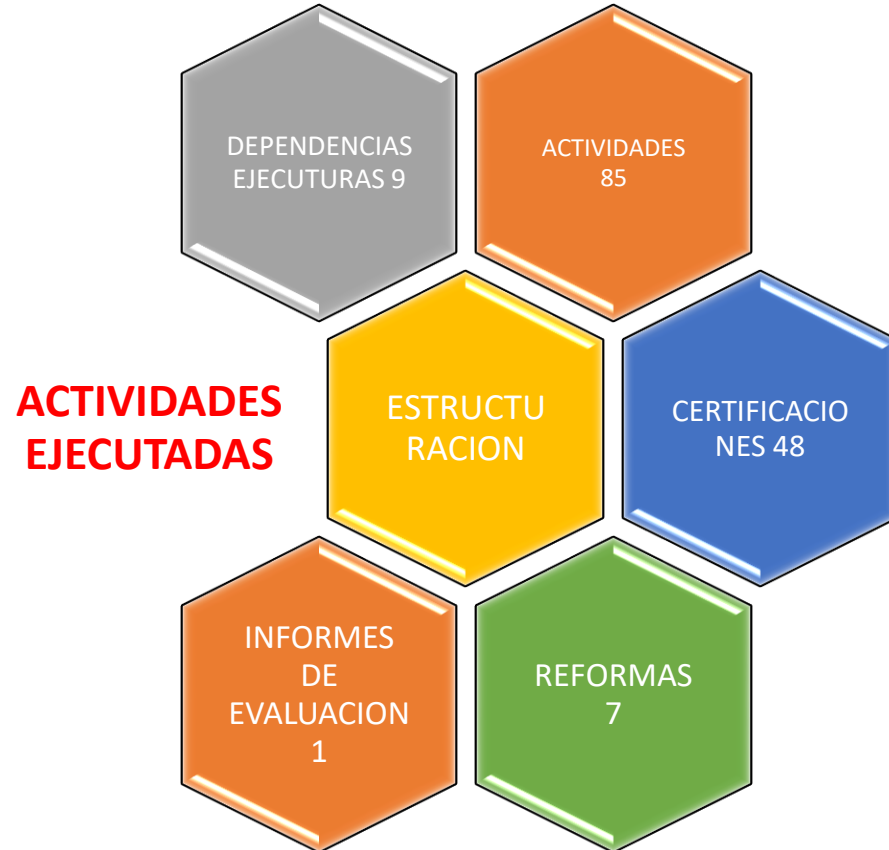 DEPENDENCIAS
EJECUTURAS 9
ACTIVIDADES
85
ACTIVIDADES
EJECUTADAS
ESTRUCTU
RACION
CERTIFICACIO
NES 48
INFORMES
DE
EVALUACION
1
REFORMAS
7